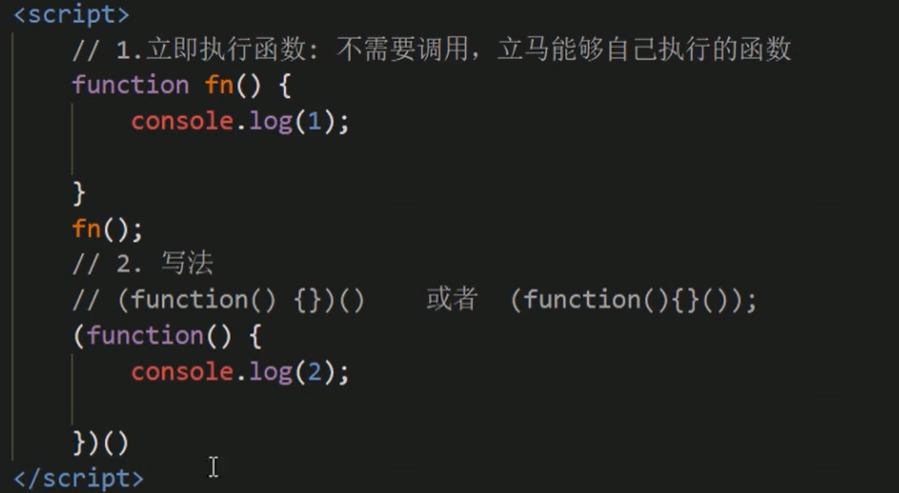 <script>
// 1.立即执行函数: 不需要调用，立马能够自己执行的函数
function fn() {
console.log(1);
}
fn();
// 2. 写法
// (function() {})() 或者 (function(){}());
(function() {
console.log(2);
})()
</script>